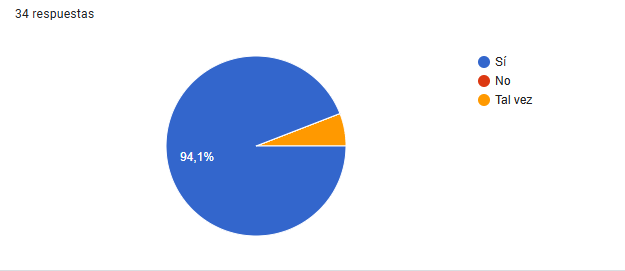 34 respuestas
Sí
No
Tal vez
94,1%